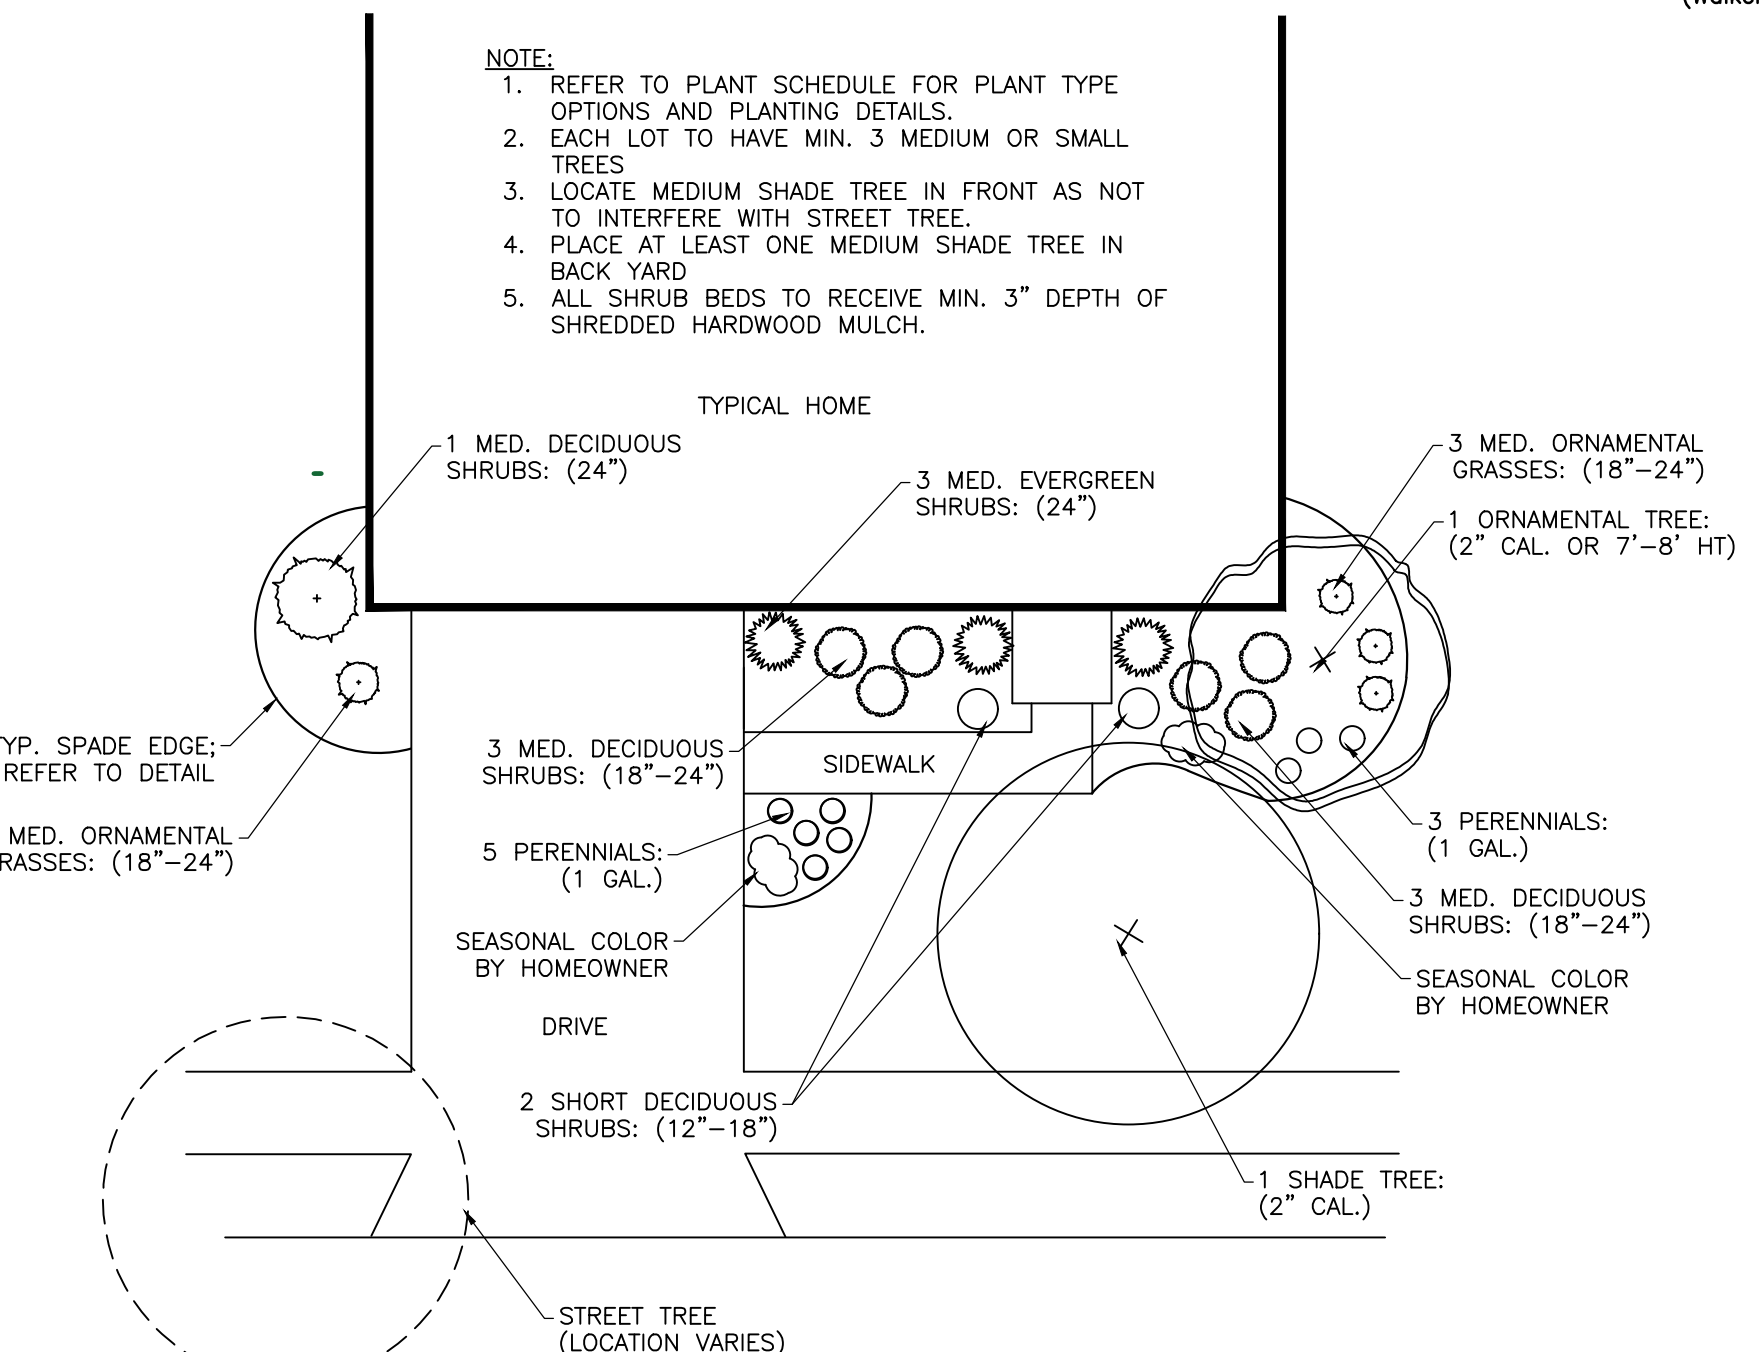 NOTE:
1. REFER TO PLANT SCHEDULE FOR PLANT TYPE
OPTIONS AND PLANTING DETAILS.
2. EACH LOT TO HAVE MIN. 3 MEDIUM OR SMALL
TREES
3. LOCATE MEDIUM SHADE TREE IN FRONT AS NOT
TO INTERFERE WITH STREET TREE.
4. PLACE AT LEAST ONE MEDIUM SHADE TREE IN
BACK YARD
5. ALL SHRUB BEDS TO RECEIVE MIN. 3” DEPTH OF
SHREDDED HARDWOOD MULCH.
TYPICAL HOME
1 MED. DECIDUOUS
SHRUBS: (24”)
3 MED. EVERGREEN
SHRUBS: (24”)
3 MED. ORNAMENTAL
GRASSES: (18”–24”)
1 ORNAMENTAL TREE:
(2” CAL. OR 7’–8’ HT)
YP. SPADE EDGE;
REFER TO DETAIL
MED. ORNAMENTAL
RASSES: (18”–24”)
3 MED. DECIDUOUS
SHRUBS: (18”–24”)
SIDEWALK
5 PERENNIALS:
(1 GAL.)
SEASONAL COLOR
BY HOMEOWNER
3 PERENNIALS:
(1 GAL.)
3 MED. DECIDUOUS
SHRUBS: (18”–24”)
SEASONAL COLOR
BY HOMEOWNER
DRIVE
2 SHORT DECIDUOUS
SHRUBS: (12”–18”)
1 SHADE TREE:
(2” CAL.)
STREET TREE
(LOCATION VARIES)